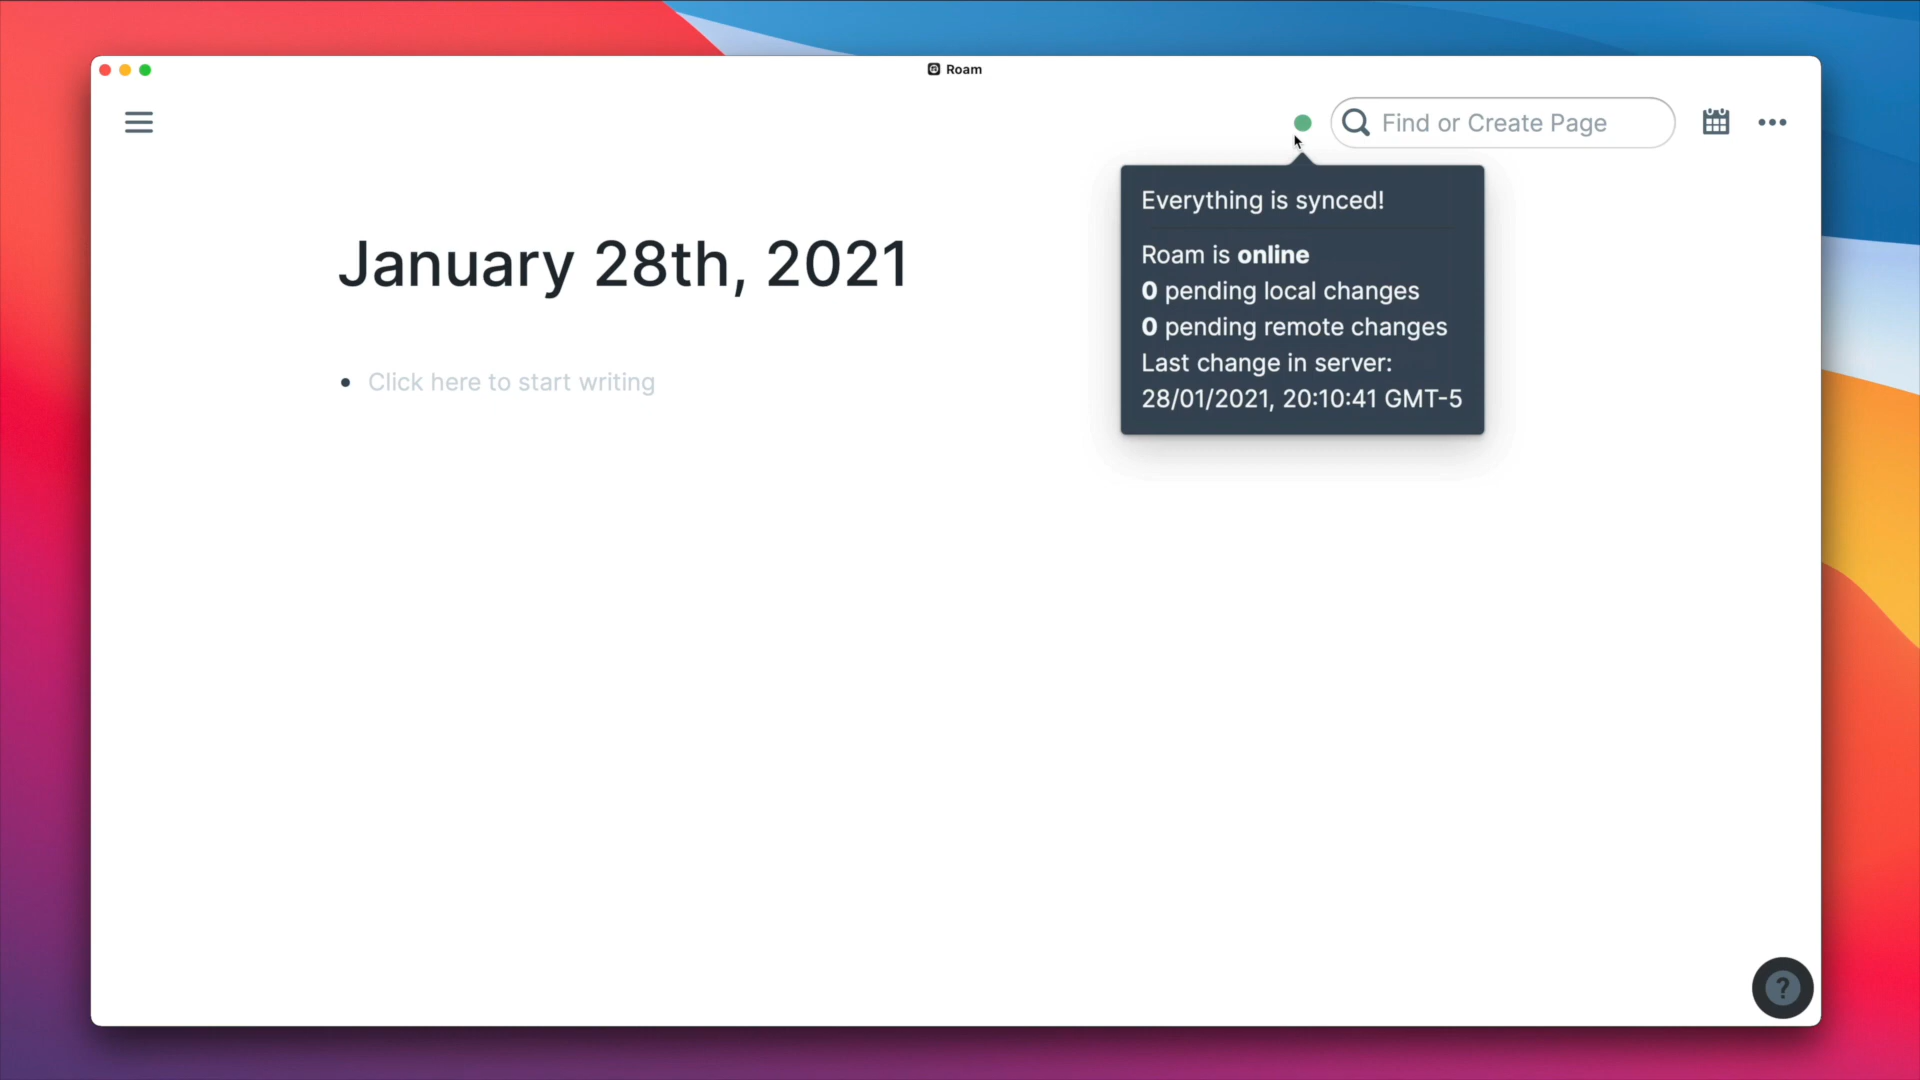 Roam
Find or Create Page
Everything is synced!
January 28th, 2021
Roam is online
0 pending local changes
0 pending remote changes
Last change in server:
28/01/2021, 20:10:41 GMT-5
Click here to start writing
?